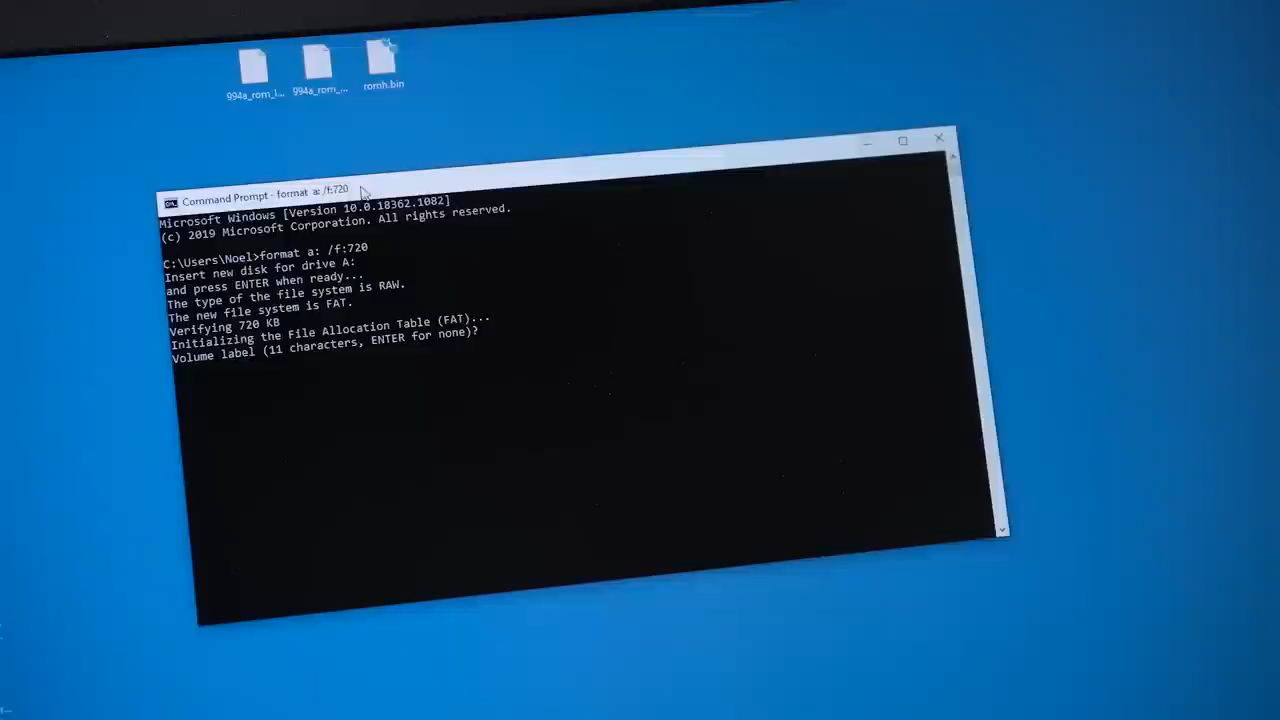 994a_rom_l... 994a_rom_... romh.bin
Command Prompt - format a: /f:720
Microsoft Windows [Version 10.0.18362.1082]
(c) 2019 Microsoft Corporation. All rights reserved.
C:\Users\Noel>format a: /f:720
Insert new disk for drive A:
and press ENTER when ready...
The type of the file system is RAW.
The new file system is FAT.
Verifying 720 KB
Initializing the File Allocation Table (FAT)...
Volume label (11 characters, ENTER for none)?